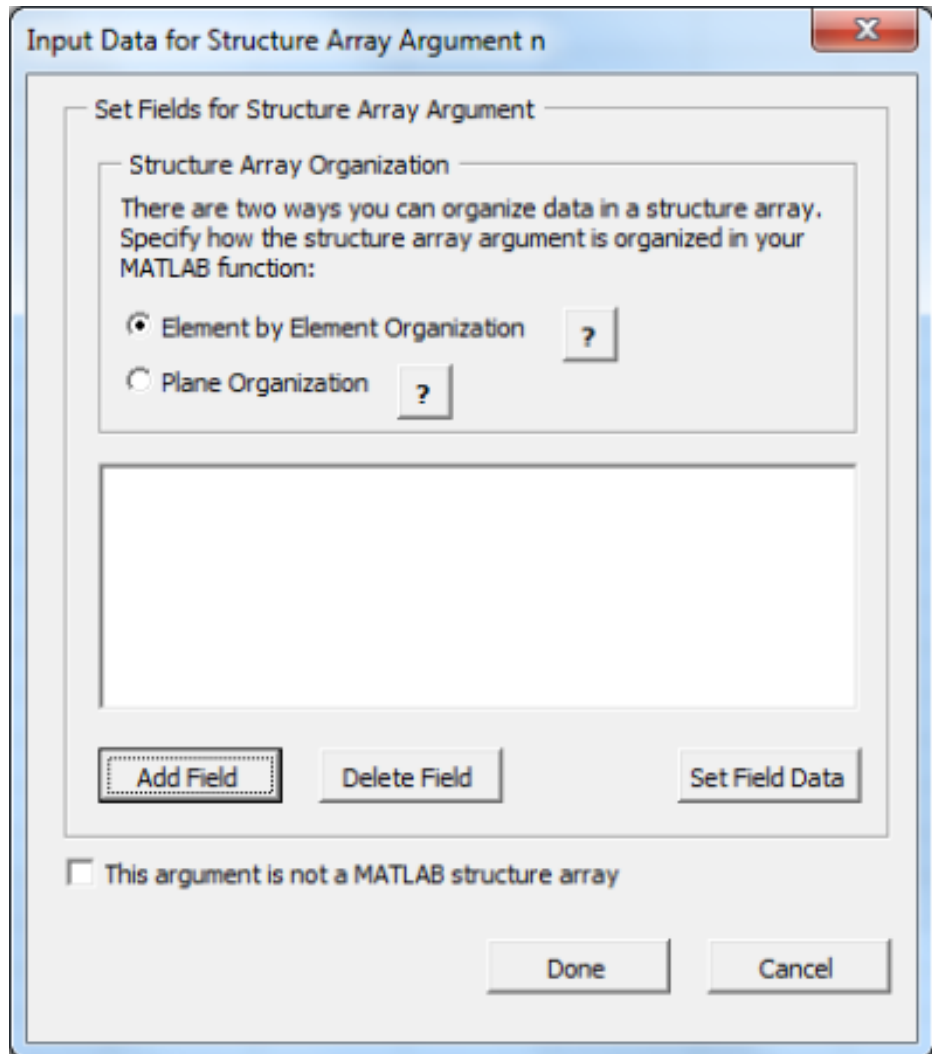 Input Data for Structure Array Argument n
Set Fields for Structure Array Argument
Structure Array Organization
There are two ways you can organize data in a structure array.
Specify how the structure array argument is organized in your
MATLAB function:
Element by Element Organization ?
Plane Organization ?
Add Field Delete Field Set Field Data
This argument is not a MATLAB structure array
Done Cancel